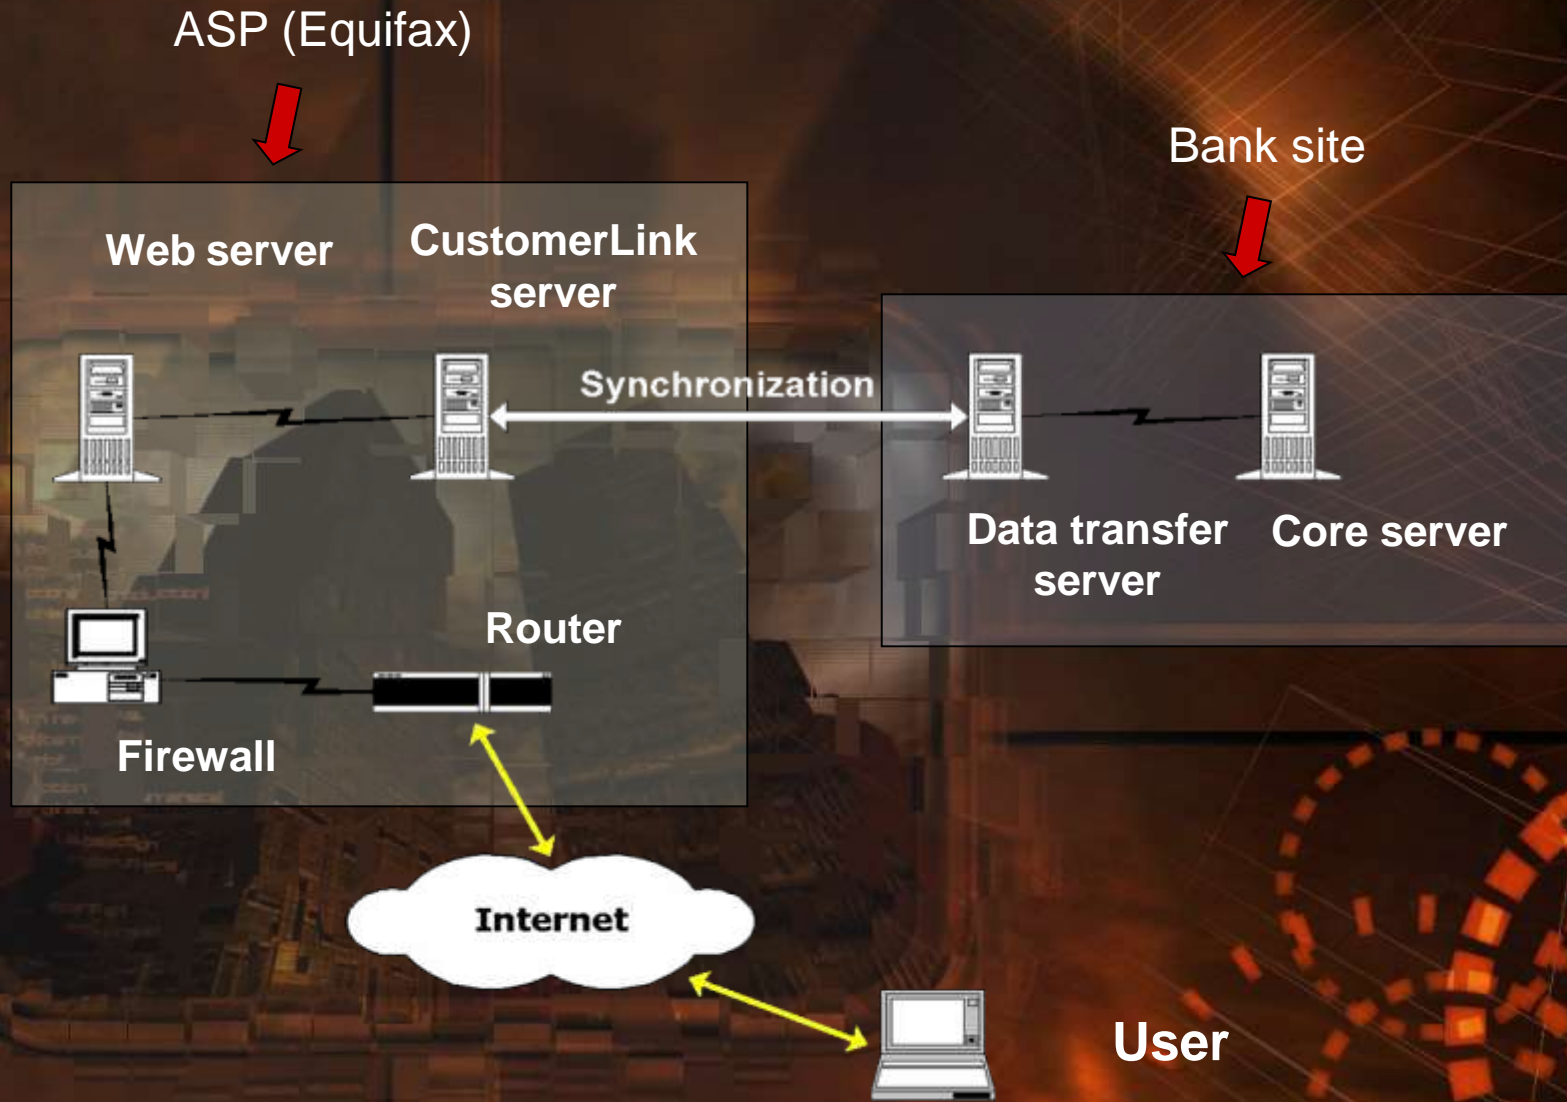 ASP (Equifax)
Bank site
Web server
CustomerLink
server
Synchronization
Data transfer
server
Core server
Router
Firewall
Internet
User